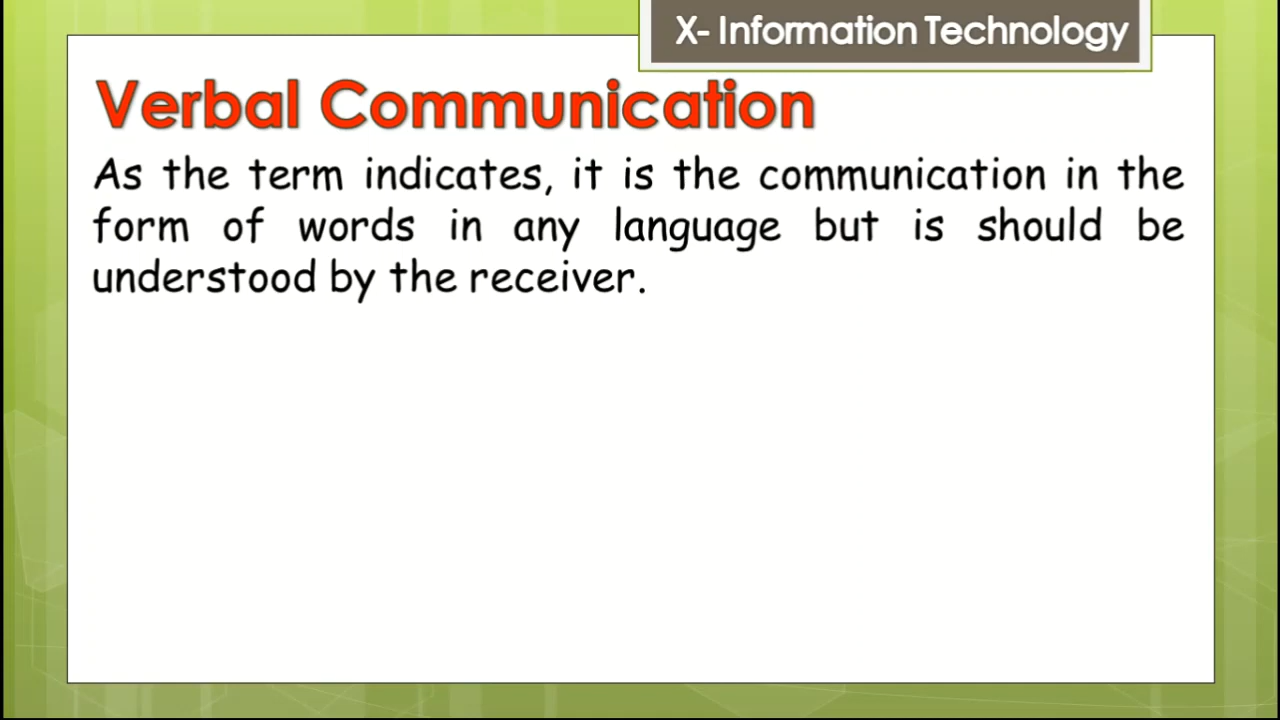 X- Information Technology
Verbal Communication
As the term indicates, it is the communication in the
form of words in any language but is should be
understood by the receiver.